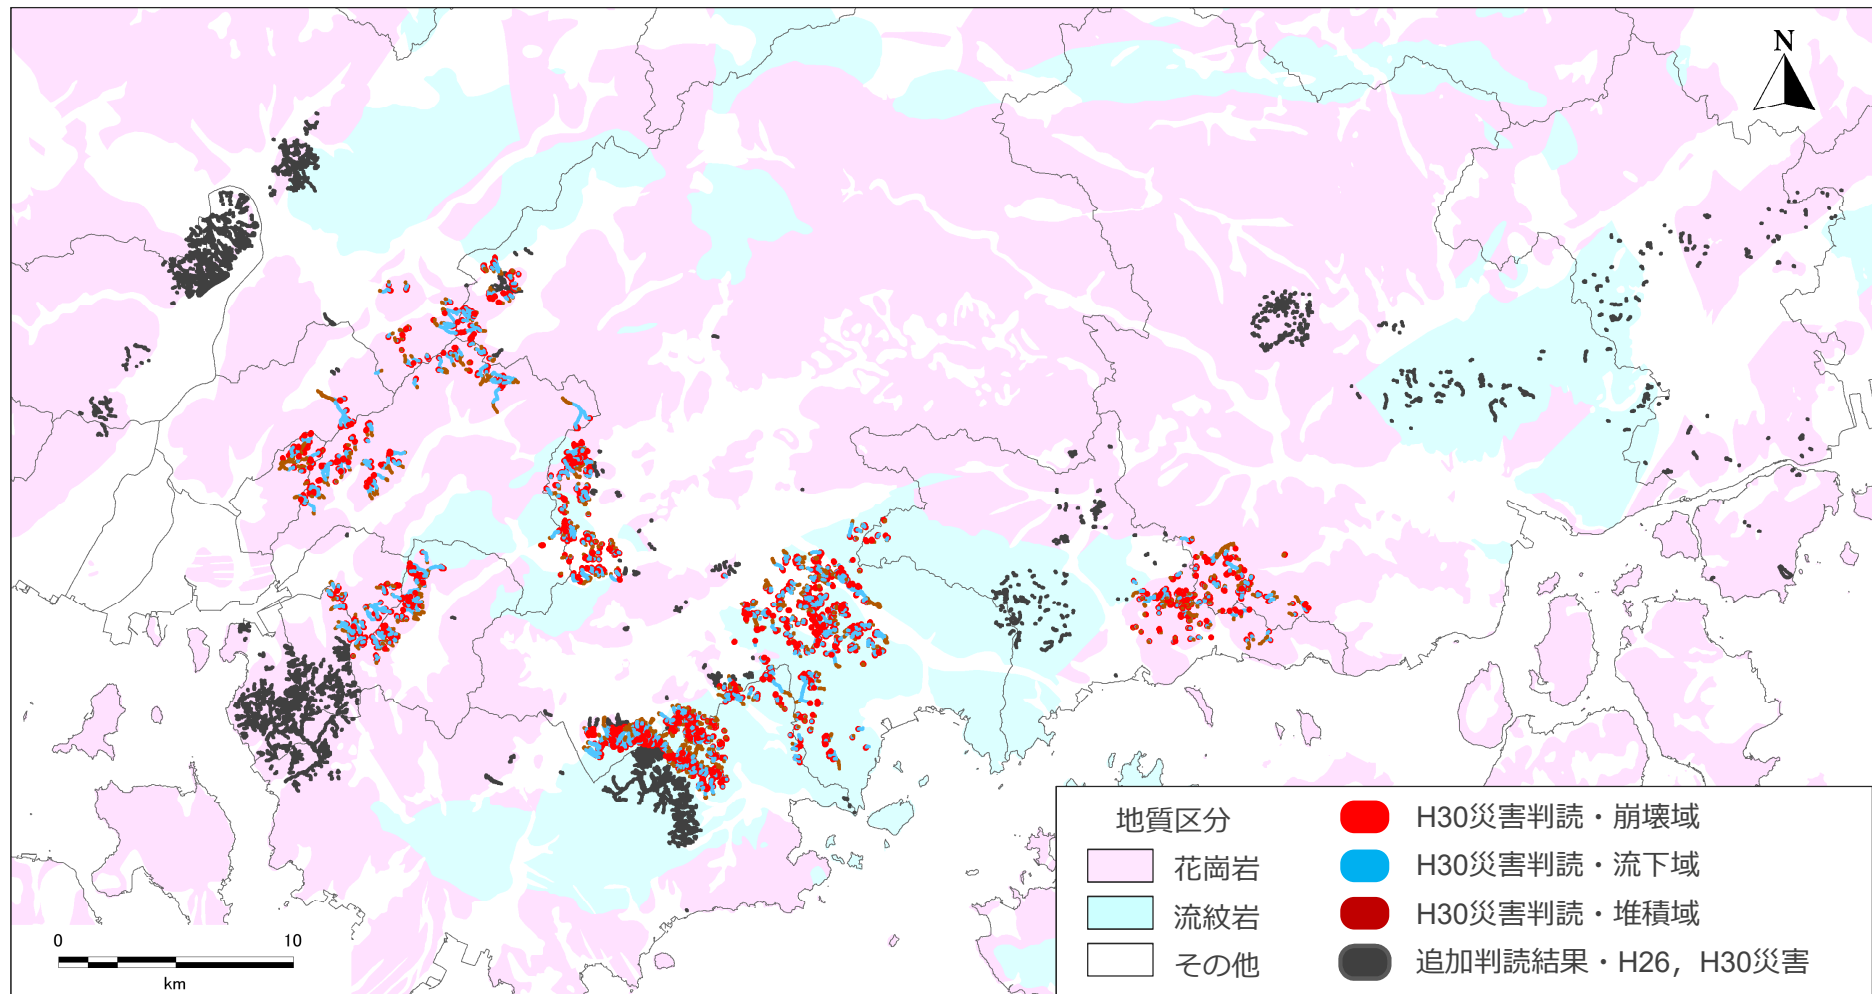 N
地質区分
花崗岩
流紋岩
その他
H30災害判読・崩壊域
H30災害判読・流下域
H30災害判読・堆積域
追加判読結果・H26，H30災害
0 10
km